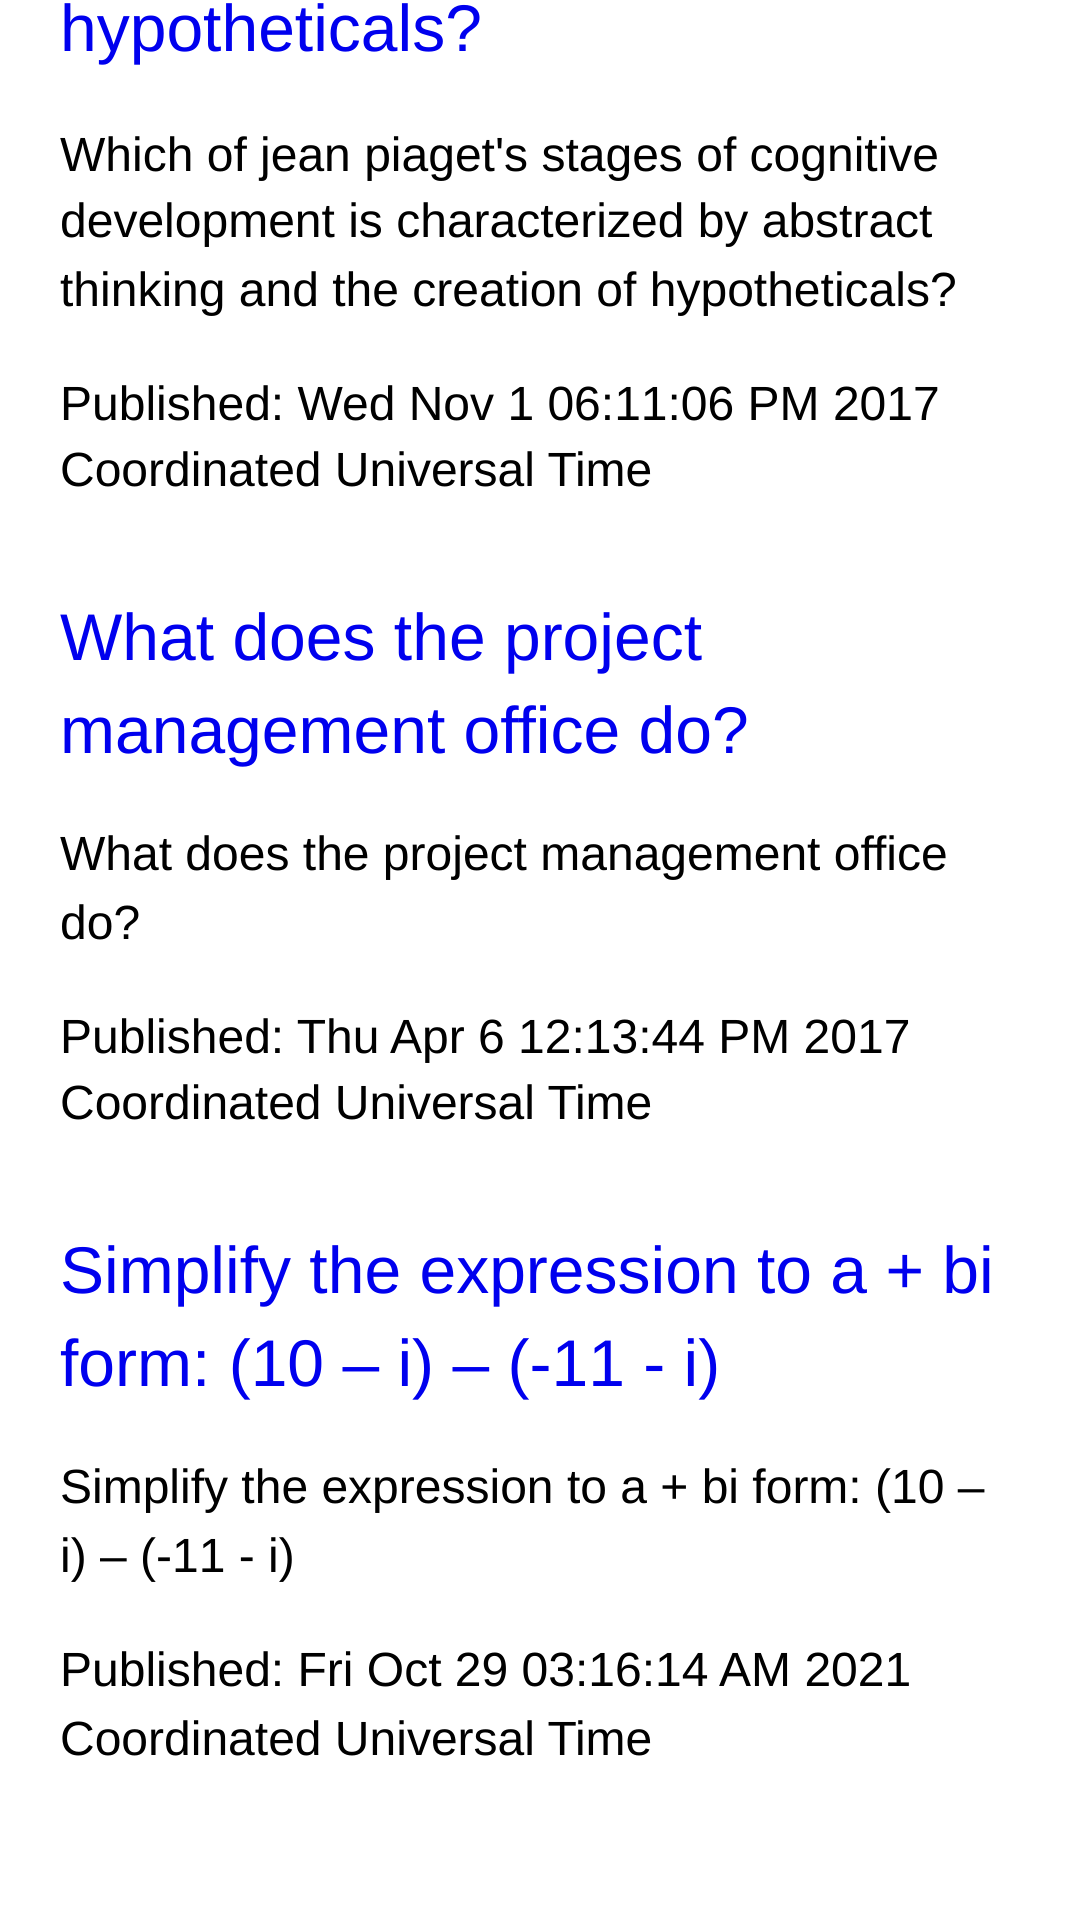 hypotheticals?
Which of jean piaget's stages of cognitive
development is characterized by abstract
thinking and the creation of hypotheticals?
Published: Wed Nov 1 06:11:06 PM 2017
Coordinated Universal Time
What does the project
management office do?
What does the project management office
do?
Published: Thu Apr 6 12:13:44 PM 2017
Coordinated Universal Time
Simplify the expression to a + bi
form: (10 – i) – (-11 - i)
Simplify the expression to a + bi form: (10 –
i) – (-11 - i)
Published: Fri Oct 29 03:16:14 AM 2021
Coordinated Universal Time